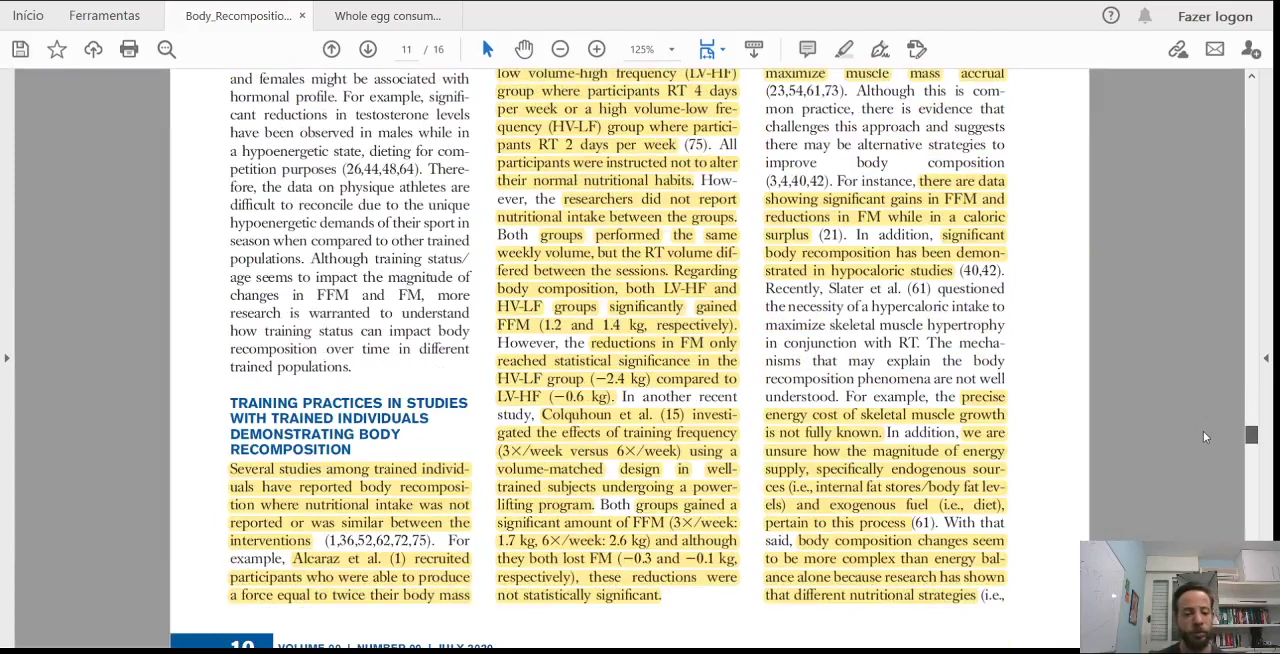 Início
Ferramentas
Body_Recompositio...
Whole egg consum...
Fazer logon
11 / 16
125%
and females might be associated with
hormonal profile. For example, signifi-
cant reductions in testosterone levels
have been observed in males while in
a hypoenergetic state, dieting for com-
petition purposes (26,44,48,64). There-
fore, the data on physique athletes are
difficult to reconcile due to the unique
hypoenergetic demands of their sport in
season when compared to other trained
populations. Although training status/
age seems to impact the magnitude of
changes in FFM and FM, more
research is warranted to understand
how training status can impact body
recomposition over time in different
trained populations.
TRAINING PRACTICES IN STUDIES
WITH TRAINED INDIVIDUALS
DEMONSTRATING BODY
RECOMPOSITION
Several studies among trained individ-
uals have reported body recomposi-
tion where nutritional intake was not
reported or was similar between the
interventions (1,36,52,62,72,75). For
example, Alcaraz et al. (1) recruited
participants who were able to produce
a force equal to twice their body mass
low volume-high frequency (LV-HF)
group where participants RT 4 days
per week or a high volume-low fre-
quency (HV-LF) group where partici-
pants RT 2 days per week (75). All
participants were instructed not to alter
their normal nutritional habits. How-
ever, the researchers did not report
nutritional intake between the groups.
Both groups performed the same
weekly volume, but the RT volume dif-
fered between the sessions. Regarding
body composition, both LV-HF and
HV-LF groups significantly gained
FFM (1.2 and 1.4 kg, respectively).
However, the reductions in FM only
reached statistical significance in the
HV-LF group (−2.4 kg) compared to
LV-HF (−0.6 kg). In another recent
study, Colquhoun et al. (15) investi-
gated the effects of training frequency
(3×/week versus 6×/week) using a
volume-matched design in well-
trained subjects undergoing a power-
lifting program. Both groups gained a
significant amount of FFM (3×/week:
1.7 kg, 6×/week: 2.6 kg) and although
they both lost FM (−0.3 and −0.1 kg,
respectively), these reductions were
not statistically significant.
maximize muscle mass accrual
(23,54,61,73). Although this is com-
mon practice, there is evidence that
challenges this approach and suggests
there may be alternative strategies to
improve body composition
(3,4,40,42). For instance, there are data
showing significant gains in FFM and
reductions in FM while in a caloric
surplus (21). In addition, significant
body recomposition has been demon-
strated in hypocaloric studies (40,42).
Recently, Slater et al. (61) questioned
the necessity of a hypercaloric intake to
maximize skeletal muscle hypertrophy
in conjunction with RT. The mecha-
nisms that may explain the body
recomposition phenomena are not well
understood. For example, the precise
energy cost of skeletal muscle growth
is not fully known. In addition, we are
unsure how the magnitude of energy
supply, specifically endogenous sour-
ces (i.e., internal fat stores/body fat lev-
els) and exogenous fuel (i.e., diet),
pertain to this process (61). With that
said, body composition changes seem
to be more complex than energy bal-
ance alone because research has shown
that different nutritional strategies (i.e.,
10 VOLUME 00 | NUMBER 00 | JULY 2020